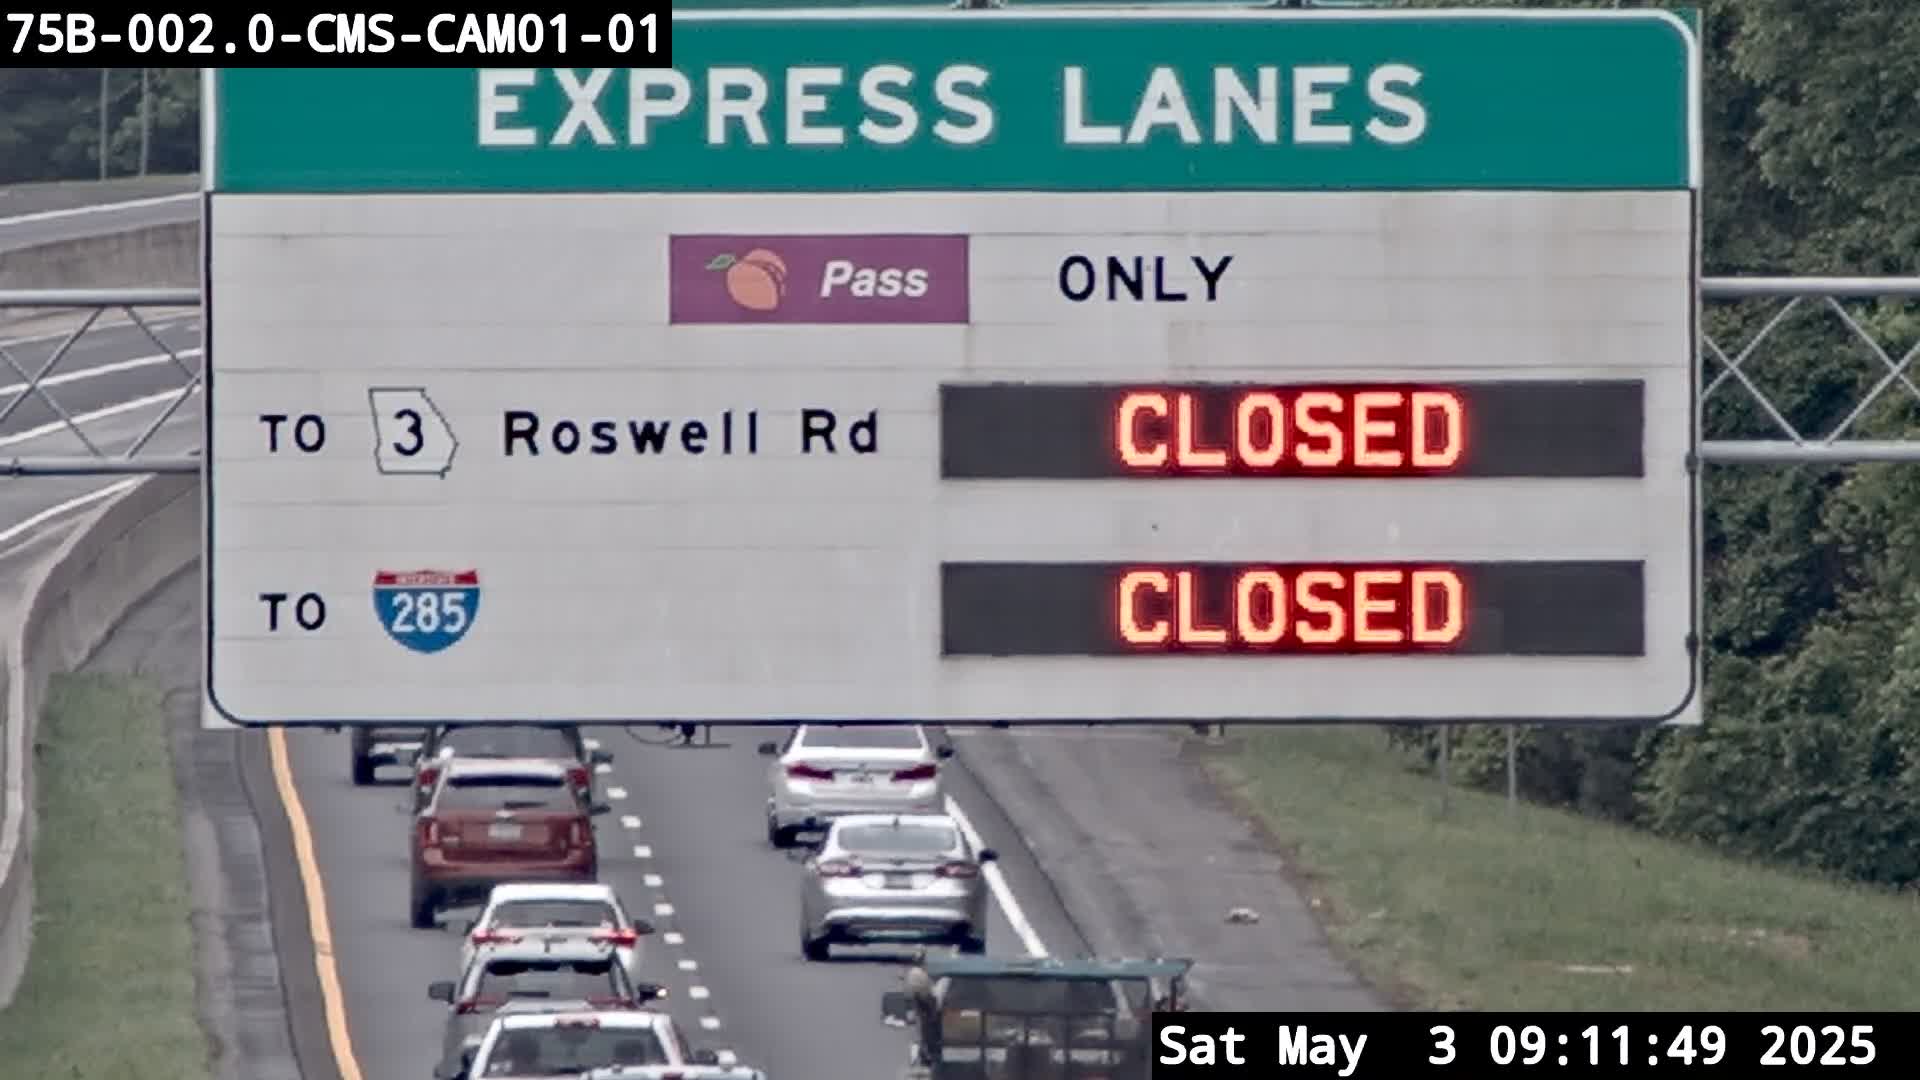 75B-002.0-CMS-CAM01-01
EXPRESS LANES
Pass ONLY
TO 3 Roswell Rd CLOSED
INTERSTATE
TO 285 CLOSED
Sat May 3 09:11:49 2025